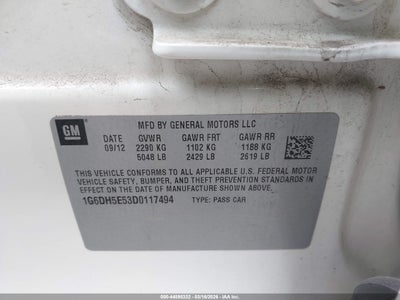 GM
MFD BY GENERAL MOTORS LLC
DATE GVWR GAWR FRT GAWR RR
09/12 2290 KG 1102 KG 1188 KG
5048 LB 2429 LB 2619 LB
THIS VEHICLE CONFORMS TO ALL APPLICABLE U.S. FEDERAL MOTOR
VEHICLE SAFETY, BUMPER, AND THEFT PREVENTION STANDARDS IN
EFFECT ON THE DATE OF MANUFACTURE SHOWN ABOVE.
1G6DH5E53D0117494 TYPE: PASS CAR